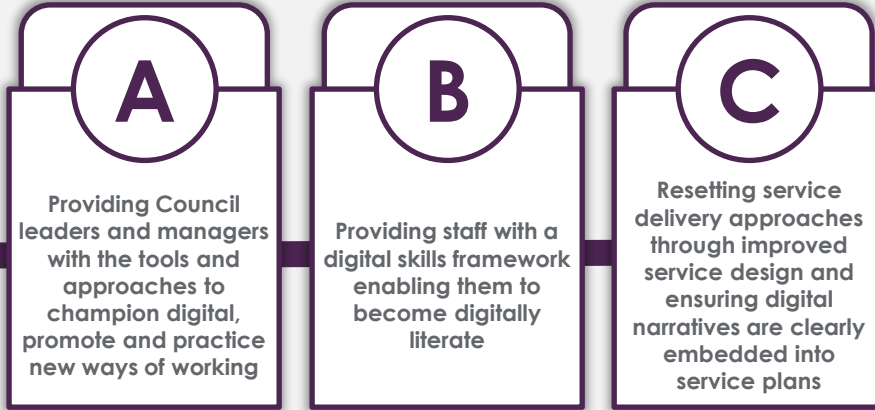 A
Providing Council
leaders and managers
with the tools and
approaches to
champion digital,
promote and practice
new ways of working
B
Providing staff with a
digital skills framework
enabling them to
become digitally
literate
C
Resetting service
delivery approaches
through improved
service design and
ensuring digital
narratives are clearly
embedded into
service plans